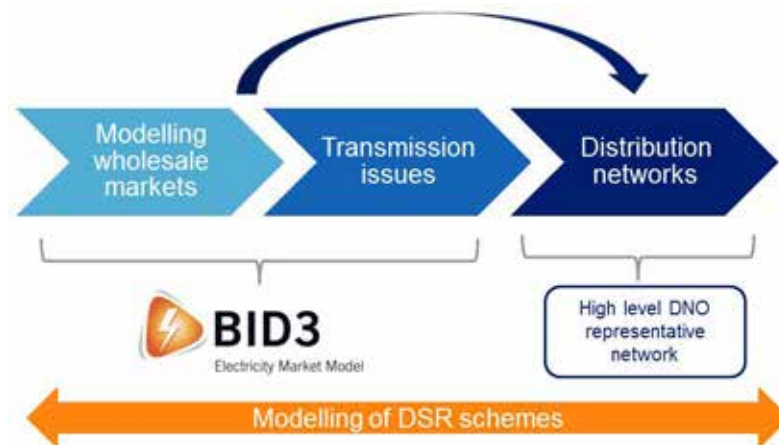 Modelling
wholesale
markets
Transmission
issues
Distribution
networks
BID3
Electricity Market Model
High level DNO
representative
network
Modelling of DSR schemes